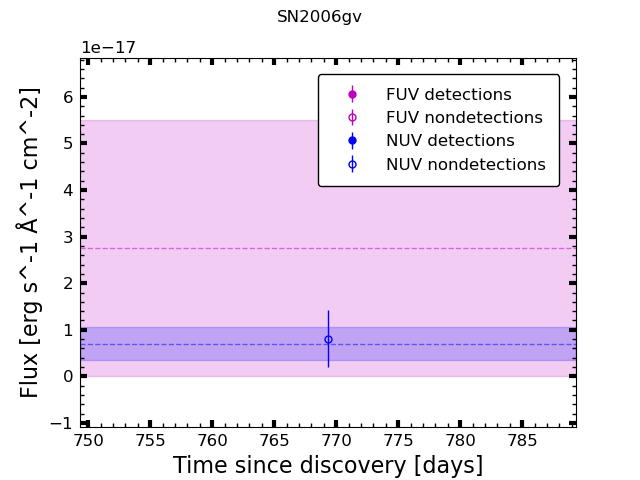 SN2006gv
1e−17
6
5
4
3
2
1
0
−1
FUV detections
FUV nondetections
NUV detections
NUV nondetections
Flux [erg s^-1 Å^-1 cm^-2]
750 755 760 765 770 775 780 785
Time since discovery [days]